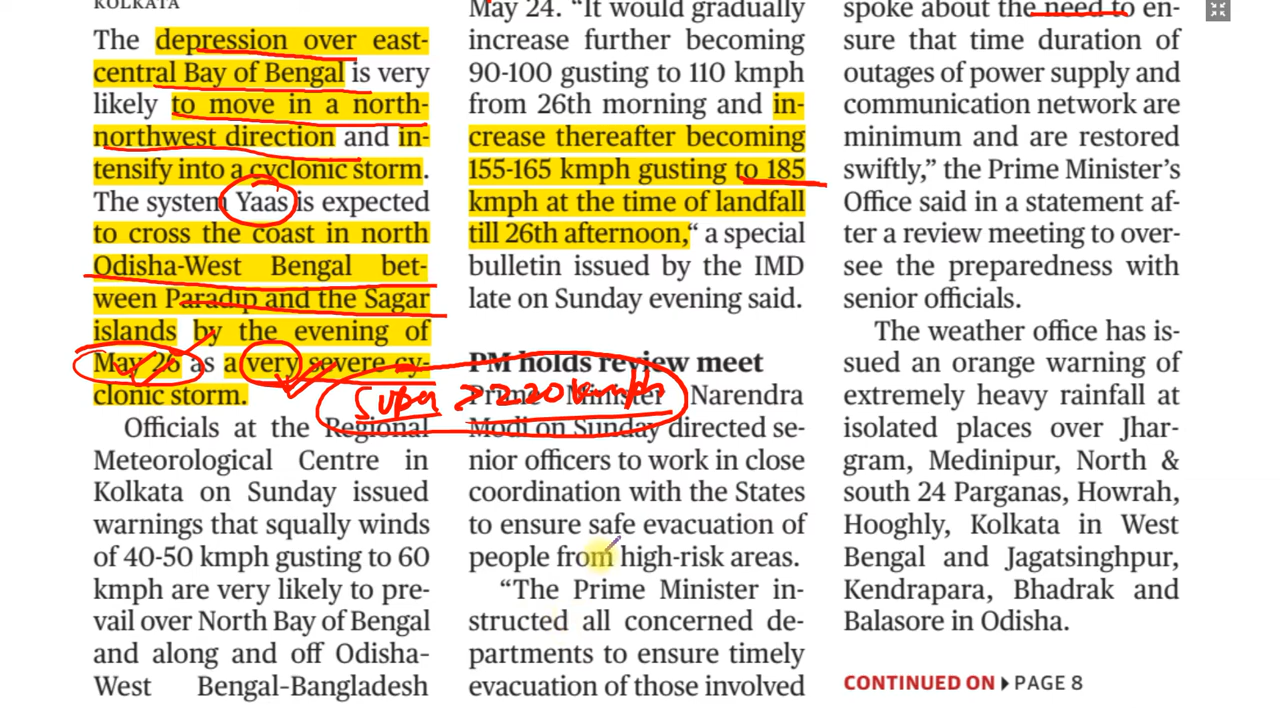 KOLKATA
The depression over east-
central Bay of Bengal is very
likely to move in a north-
northwest direction and in-
tensify into a cyclonic storm.
The system Yaas is expected
to cross the coast in north
Odisha-West Bengal bet-
ween Paradip and the Sagar
islands by the evening of
May 26 as a very severe cy-
clonic storm.
Officials at the Regional
Meteorological Centre in
Kolkata on Sunday issued
warnings that squally winds
of 40-50 kmph gusting to 60
kmph are very likely to pre-
vail over North Bay of Bengal
and along and off Odisha-
West Bengal-Bangladesh
May 24. “It would gradually
increase further becoming
90-100 gusting to 110 kmph
from 26th morning and in-
crease thereafter becoming
155-165 kmph gusting to 185
kmph at the time of landfall
till 26th afternoon,“ a special
bulletin issued by the IMD
late on Sunday evening said.
PM holds review meet
Super >220 kmph
Prime Minister Narendra
Modi on Sunday directed se-
nior officers to work in close
coordination with the States
to ensure safe evacuation of
people from high-risk areas.
“The Prime Minister in-
structed all concerned de-
partments to ensure timely
evacuation of those involved
spoke about the need to en-
sure that time duration of
outages of power supply and
communication network are
minimum and are restored
swiftly,” the Prime Minister’s
Office said in a statement af-
ter a review meeting to over-
see the preparedness with
senior officials.
The weather office has is-
sued an orange warning of
extremely heavy rainfall at
isolated places over Jhar-
gram, Medinipur, North &
south 24 Parganas, Howrah,
Hooghly, Kolkata in West
Bengal and Jagatsinghpur,
Kendrapara, Bhadrak and
Balasore in Odisha.
CONTINUED ON PAGE 8